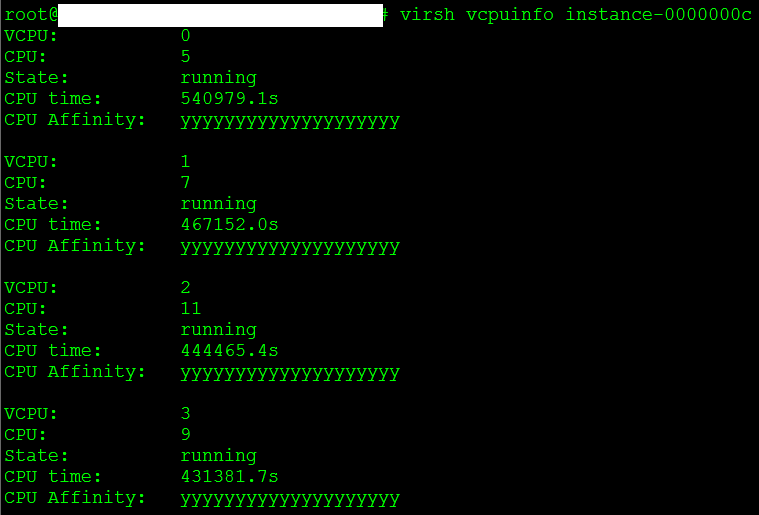 root@ # virsh vcpuinfo instance-0000000c
VCPU: 0
CPU: 5
State: running
CPU time: 540979.1s
CPU Affinity: yyyyyyyyyyyyyyyyyyyy
VCPU: 1
CPU: 7
State: running
CPU time: 467152.0s
CPU Affinity: yyyyyyyyyyyyyyyyyyyy
VCPU: 2
CPU: 11
State: running
CPU time: 444465.4s
CPU Affinity: yyyyyyyyyyyyyyyyyyyy
VCPU: 3
CPU: 9
State: running
CPU time: 431381.7s
CPU Affinity: yyyyyyyyyyyyyyyyyyyy